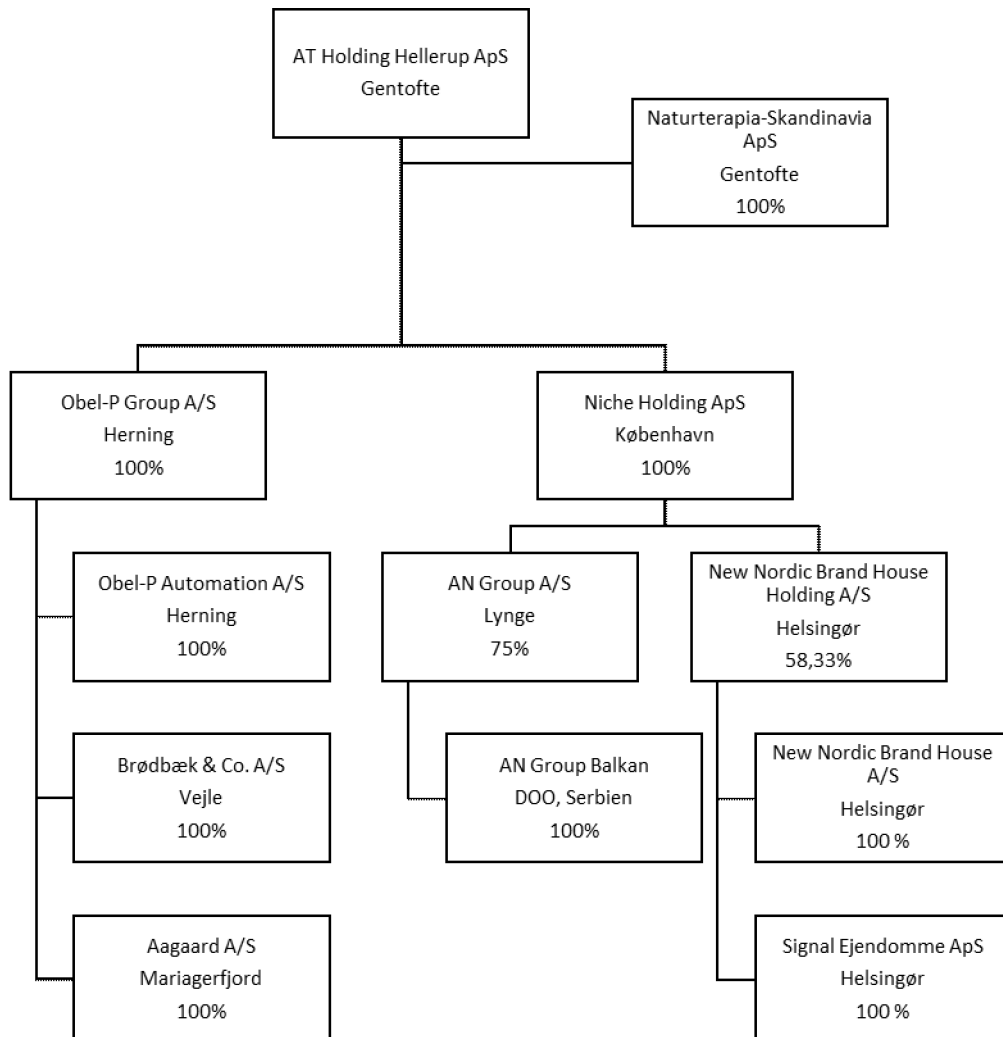 AT Holding Hellerup ApS
Gentofte
Naturterapia-Skandinavia
ApS
Gentofte
100%
Obel-P Group A/S
Herning
100%
Niche Holding ApS
København
100%
Obel-P Automation A/S
Herning
100%
AN Group A/S
Lynge
75%
New Nordic Brand House
Holding A/S
Helsingør
58,33%
Brødbæk & Co. A/S
Vejle
100%
AN Group Balkan
DOO, Serbien
100%
New Nordic Brand House
A/S
Helsingør
100 %
Aagaard A/S
Mariagerfjord
100%
Signal Ejendomme ApS
Helsingør
100 %